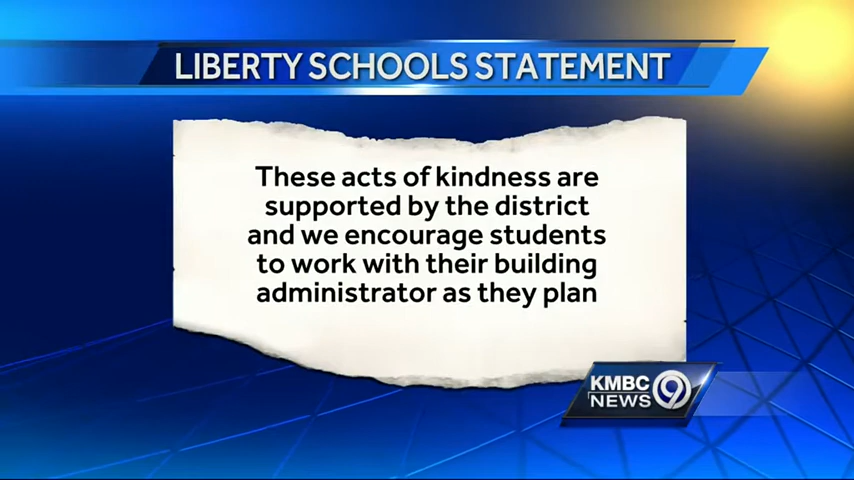 LIBERTY SCHOOLS STATEMENT
These acts of kindness are
supported by the district
and we encourage students
to work with their building
administrator as they plan
KMBC
NEWS 9